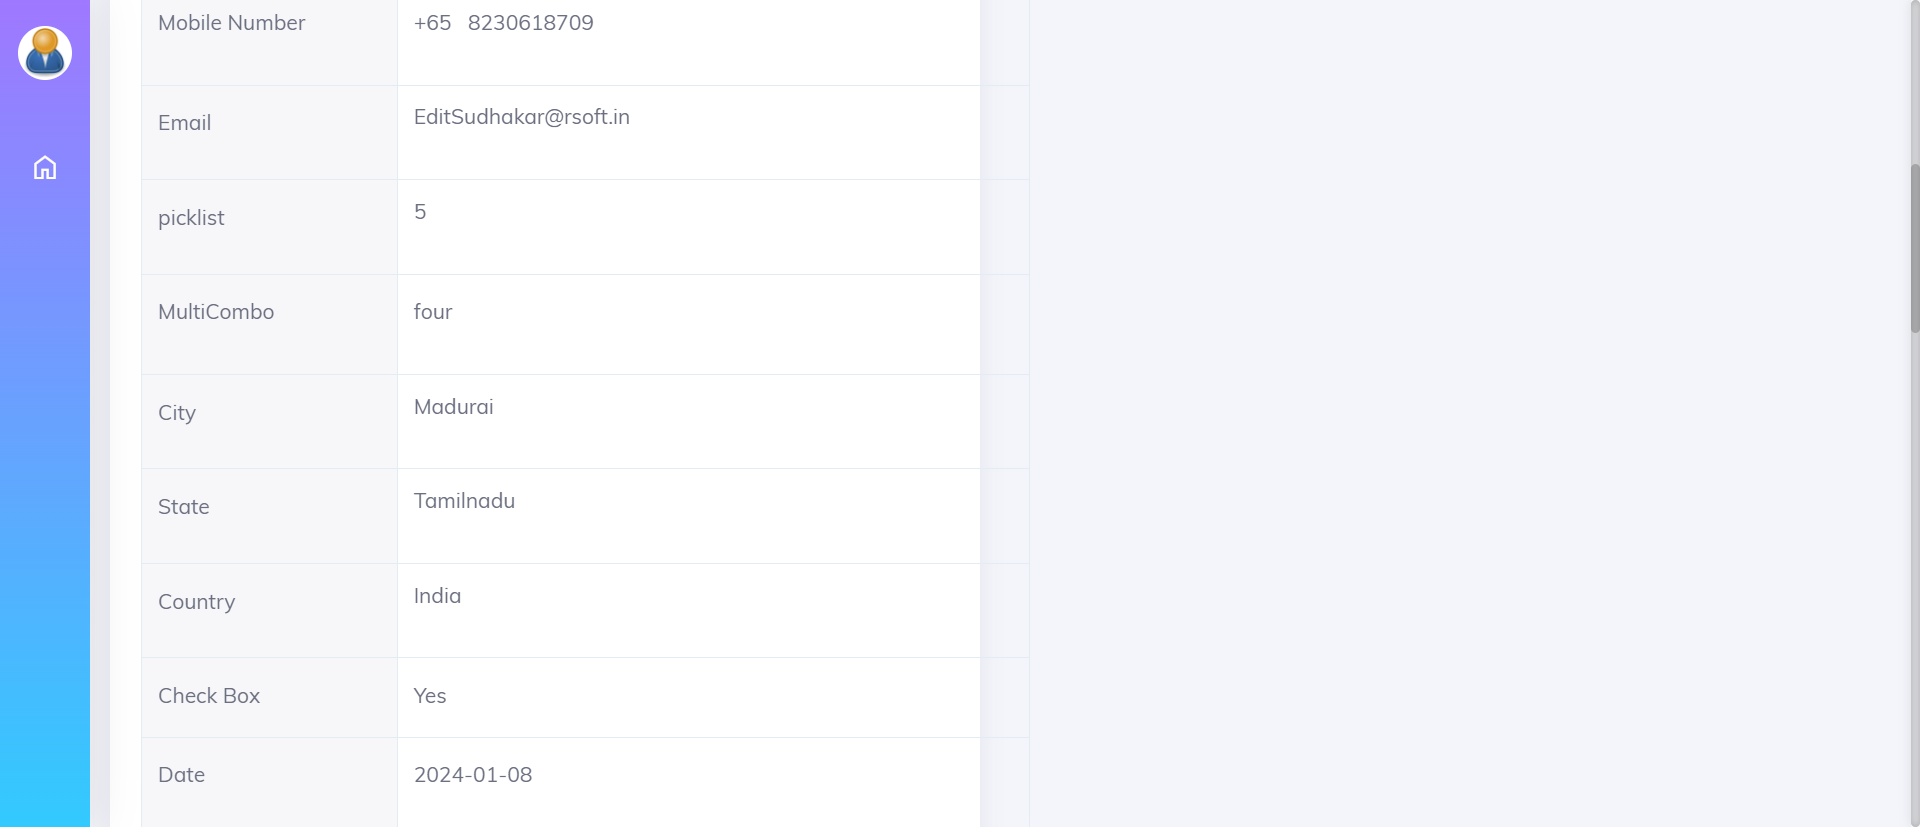 Mobile Number +65 8230618709
Email EditSudhakar@rsoft.in
picklist 5
MultiCombo four
City Madurai
State Tamilnadu
Country India
Check Box Yes
Date 2024-01-08